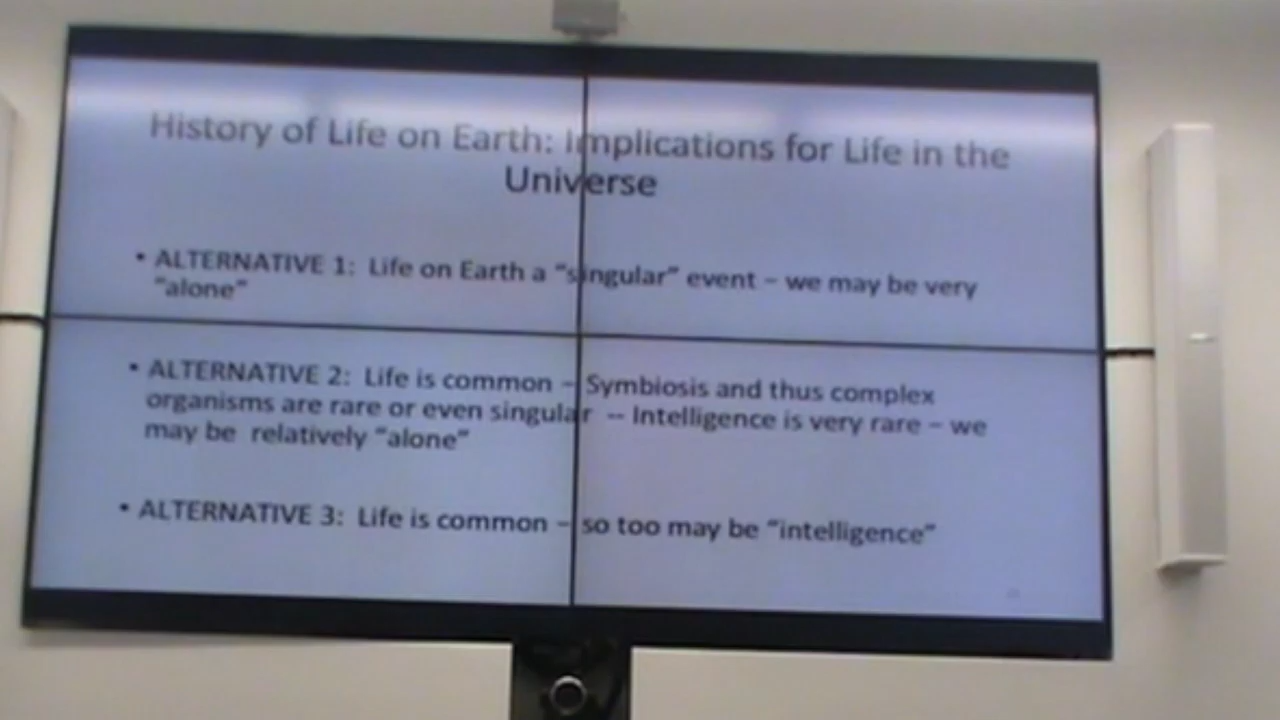 History of Life on Earth: Implications for Life in the
Universe
• ALTERNATIVE 1: Life on Earth a "singular" event – we may be very
"alone"
• ALTERNATIVE 2: Life is common – Symbiosis and thus complex
organisms are rare or even singular -- Intelligence is very rare – we
may be relatively "alone"
• ALTERNATIVE 3: Life is common – so too may be "intelligence"